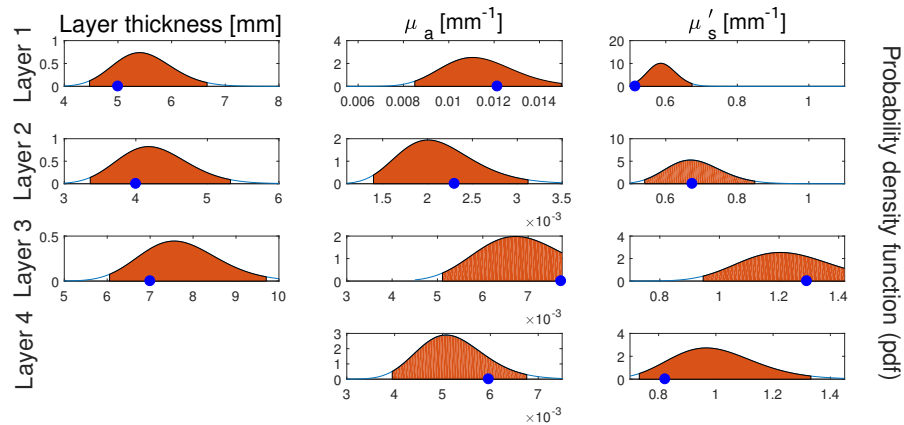 Layer thickness [mm]
μ a [mm⁻¹]
μ s′ [mm⁻¹]
Layer 1
1
0.5
0
4 5 6 7 8
4
2
0
0.006 0.008 0.01 0.012 0.014
20
10
0
0.6 0.8 1
Layer 2
1
0.5
0
3 4 5 6
2
1
0
1.5 2 2.5 3 3.5
×10⁻³
10
5
0
0.6 0.8 1
Layer 3
0.5
0
5 6 7 8 9 10
2
1
0
3 4 5 6 7
×10⁻³
4
2
0
0.8 1 1.2 1.4
Layer 4
3
2
1
0
3 4 5 6 7
×10⁻³
4
2
0
0.8 1 1.2 1.4
Probability density function (pdf)